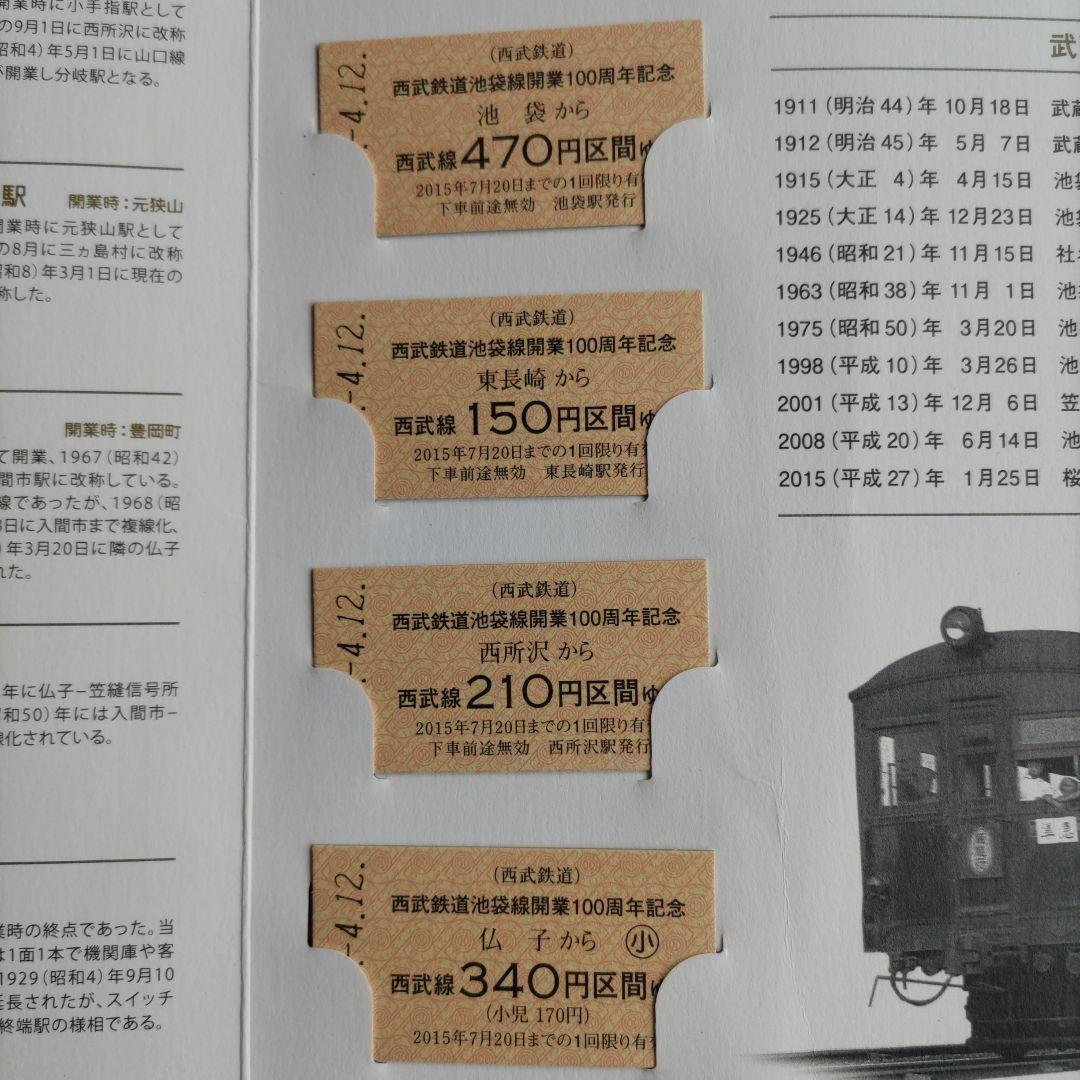 開業時に小手指駅として
の9月1日に西所沢に改称
昭和4)年5月1日に山口線
が開業し分岐駅となる。
駅 開業時：元狭山
開業時に元狭山駅として
の8月に三ヵ島村に改称
昭和8)年3月1日に現在の
称した。
開業時：豊岡町
て開業、1967(昭和42)
間市駅に改称している。
線であったが、1968(昭
8日に入間市まで複線化、
)年3月20日に隣の仏子
れた。
年に仏子−笠縫信号所
和50)年には入間市−
線化されている。
業時の終点であった。当
は1面1本で機関庫や客
1929(昭和4)年9月10
延長されたが、スイッチ
終端駅の様相である。
-4.12.
(西武鉄道)
西武鉄道池袋線開業100周年記念
池袋から
西武線470円区間ゆ
2015年7月20日までの1回限り有
下車前途無効 池袋駅発行
-4.12.
(西武鉄道)
西武鉄道池袋線開業100周年記念
東長崎から
西武線150円区間ゆ
2015年7月20日までの1回限り有効
下車前途無効 東長崎駅発行
-4.12.
(西武鉄道)
西武鉄道池袋線開業100周年記念
西所沢から
西武線210円区間ゆ
2015年7月20日までの1回限り有効
下車前途無効 西所沢駅発行
-4.12.
(西武鉄道)
西武鉄道池袋線開業100周年記念
仏子から ㊙小
西武線340円区間
(小児 170円)
2015年7月20日までの1回限り有効
武
1911(明治44)年10月18日 武蔵
1912(明治45)年 5月 7日 武蔵
1915(大正 4)年 4月15日 池袋
1925(大正14)年12月23日 池袋
1946(昭和21)年11月15日 社名
1963(昭和38)年11月 1日 池袋
1975(昭和50)年 3月20日 池
1998(平成10)年 3月26日 池
2001(平成13)年12月 6日 笠
2008(平成20)年 6月14日 池
2015(平成27)年 1月25日 桜